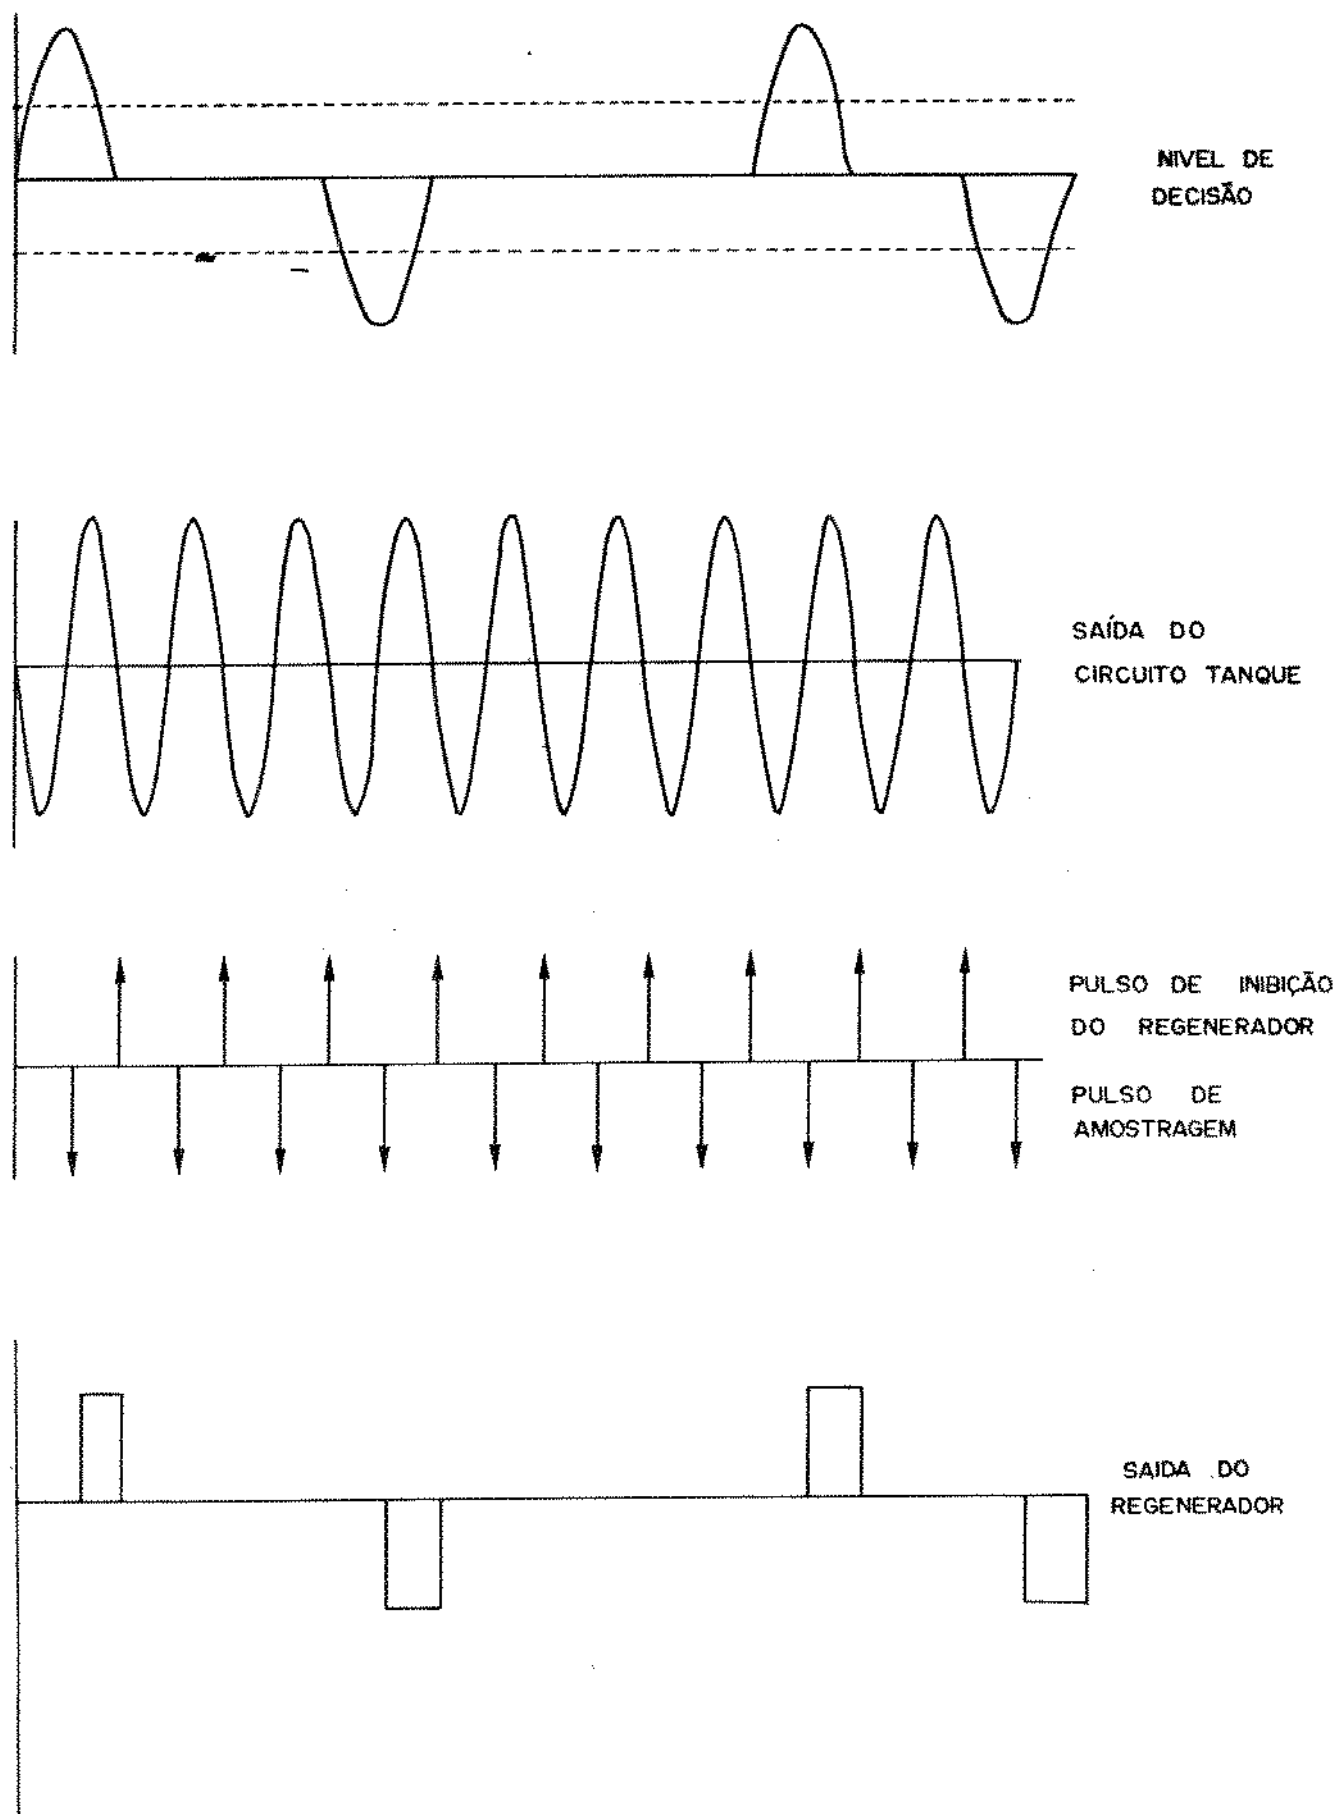 NIVEL DE
DECISÃO
SAÍDA DO
CIRCUITO TANQUE
PULSO DE INIBIÇÃO
DO REGENERADOR
PULSO DE
AMOSTRAGEM
SAIDA DO
REGENERADOR